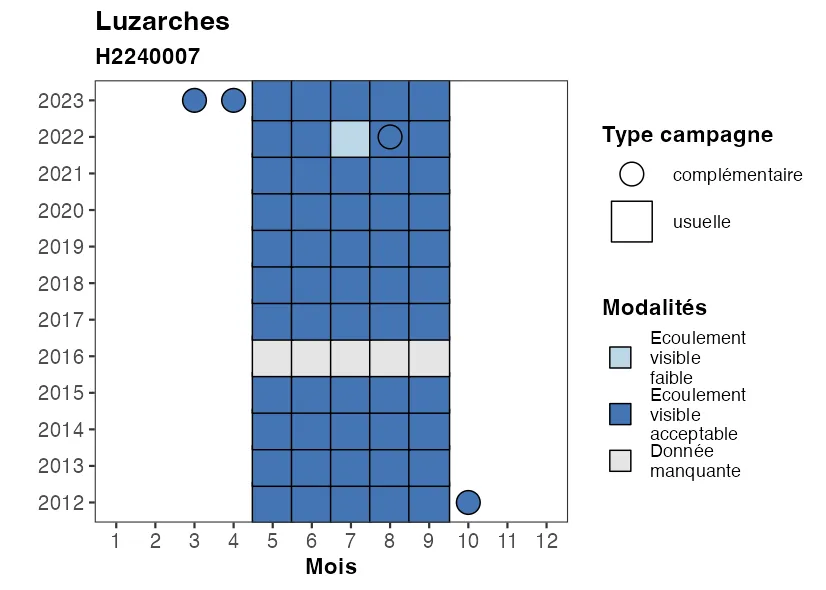 Luzarches
H2240007
2023
2022
2021
2020
2019
2018
2017
2016
2015
2014
2013
2012
1 2 3 4 5 6 7 8 9 10 11 12
Mois
Type campagne
complémentaire
usuelle
Modalités
Ecoulement
visible
faible
Ecoulement
visible
acceptable
Donnée
manquante